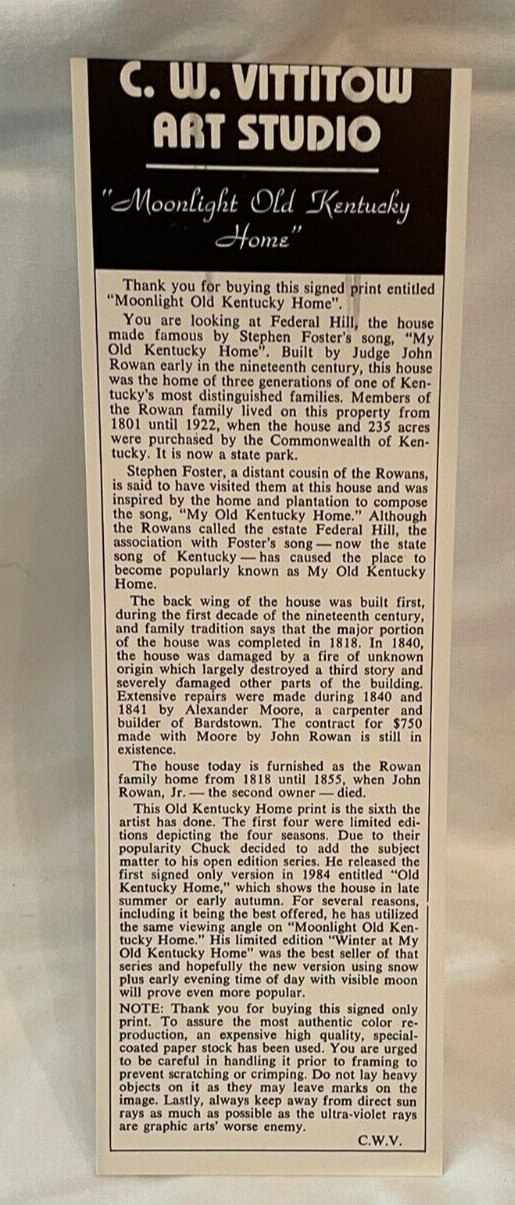 C. W. VITTITOW
ART STUDIO
"Moonlight Old Kentucky
Home"
Thank you for buying this signed print entitled
"Moonlight Old Kentucky Home".
You are looking at Federal Hill, the house
made famous by Stephen Foster's song, "My
Old Kentucky Home". Built by Judge John
Rowan early in the nineteenth century, this house
was the home of three generations of one of Ken-
tucky's most distinguished families. Members of
the Rowan family lived on this property from
1801 until 1922, when the house and 235 acres
were purchased by the Commonwealth of Ken-
tucky. It is now a state park.
Stephen Foster, a distant cousin of the Rowans,
is said to have visited them at this house and was
inspired by the home and plantation to compose
the song, "My Old Kentucky Home." Although
the Rowans called the estate Federal Hill, the
association with Foster's song — now the state
song of Kentucky — has caused the place to
become popularly known as My Old Kentucky
Home.
The back wing of the house was built first,
during the first decade of the nineteenth century,
and family tradition says that the major portion
of the house was completed in 1818. In 1840,
the house was damaged by a fire of unknown
origin which largely destroyed a third story and
severely damaged other parts of the building.
Extensive repairs were made during 1840 and
1841 by Alexander Moore, a carpenter and
builder of Bardstown. The contract for $750
made with Moore by John Rowan is still in
existence.
The house today is furnished as the Rowan
family home from 1818 until 1855, when John
Rowan, Jr. — the second owner — died.
This Old Kentucky Home print is the sixth the
artist has done. The first four were limited edi-
tions depicting the four seasons. Due to their
popularity Chuck decided to add the subject
matter to his open edition series. He released the
first signed only version in 1984 entitled "Old
Kentucky Home," which shows the house in late
summer or early autumn. For several reasons,
including it being the best offered, he has utilized
the same viewing angle on "Moonlight Old Ken-
tucky Home." His limited edition "Winter at My
Old Kentucky Home" was the best seller of that
series and hopefully the new version using snow
plus early evening time of day with visible moon
will prove even more popular.
NOTE: Thank you for buying this signed only
print. To assure the most authentic color re-
production, an expensive high quality, special-
coated paper stock has been used. You are urged
to be careful in handling it prior to framing to
prevent scratching or crimping. Do not lay heavy
objects on it as they may leave marks on the
image. Lastly, always keep away from direct sun
rays as much as possible as the ultra-violet rays
are graphic arts' worse enemy.
C.W.V.